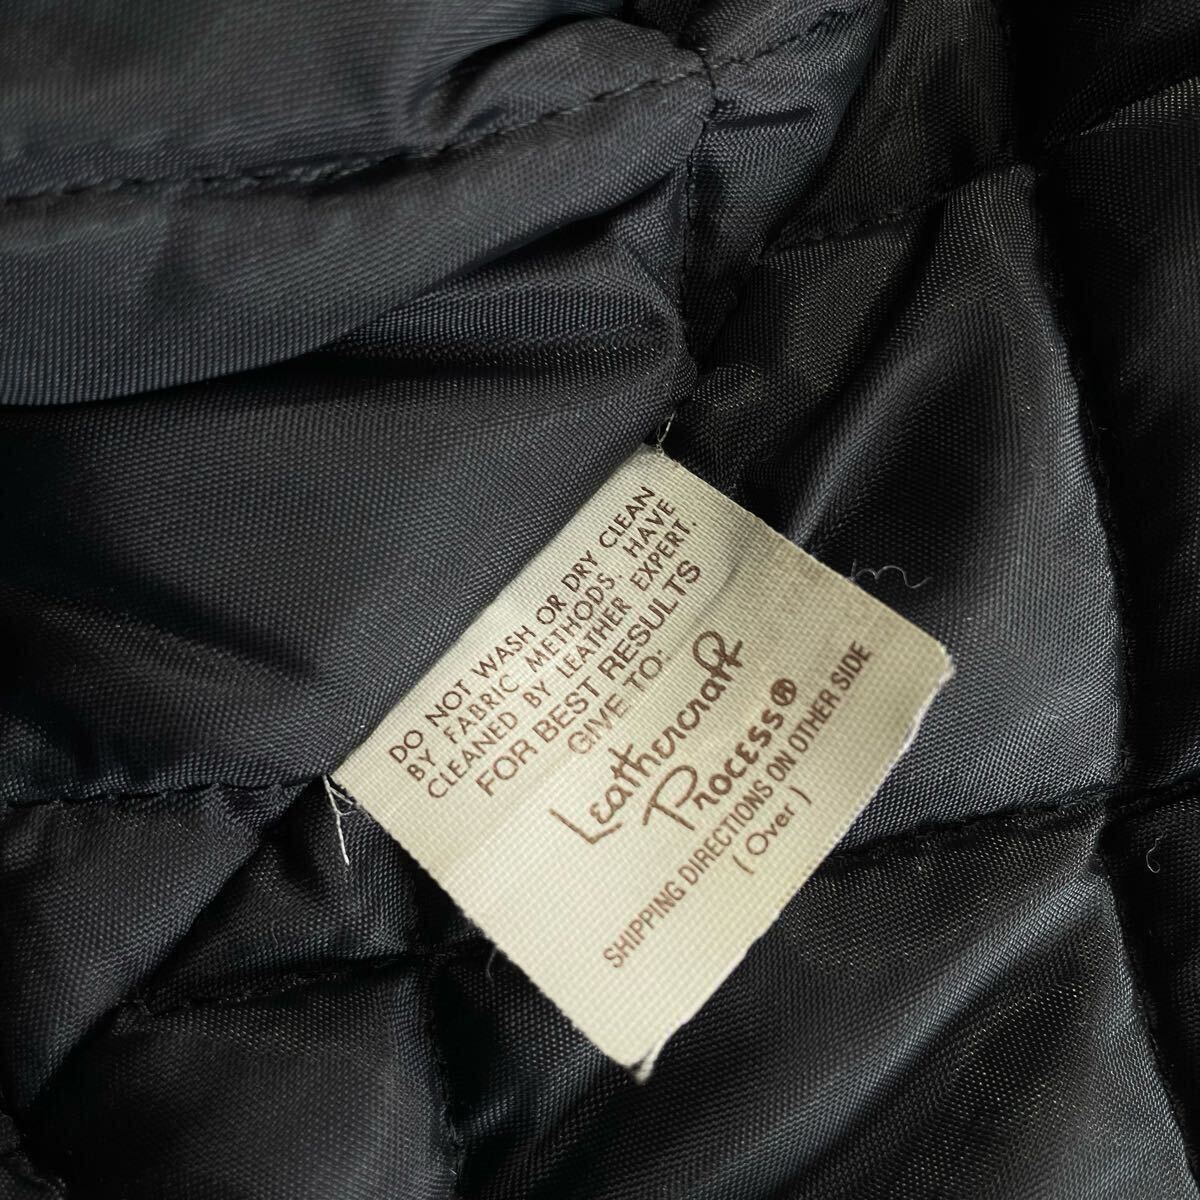 DO NOT WASH OR DRY CLEAN
BY FABRIC METHODS. HAVE
CLEANED BY LEATHER EXPERT.
FOR BEST RESULTS
GIVE TO:
Leathercraft
Process®
SHIPPING DIRECTIONS ON OTHER SIDE
(Over)